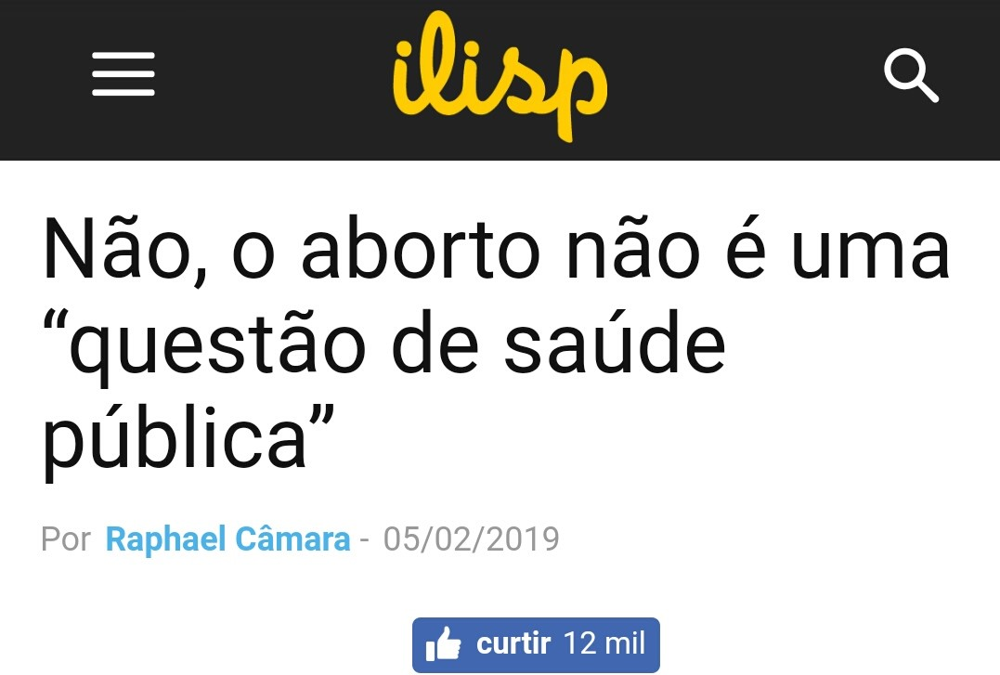 ilisp
Não, o aborto não é uma
“questão de saúde
pública”
Por Raphael Câmara - 05/02/2019
curtir 12 mil